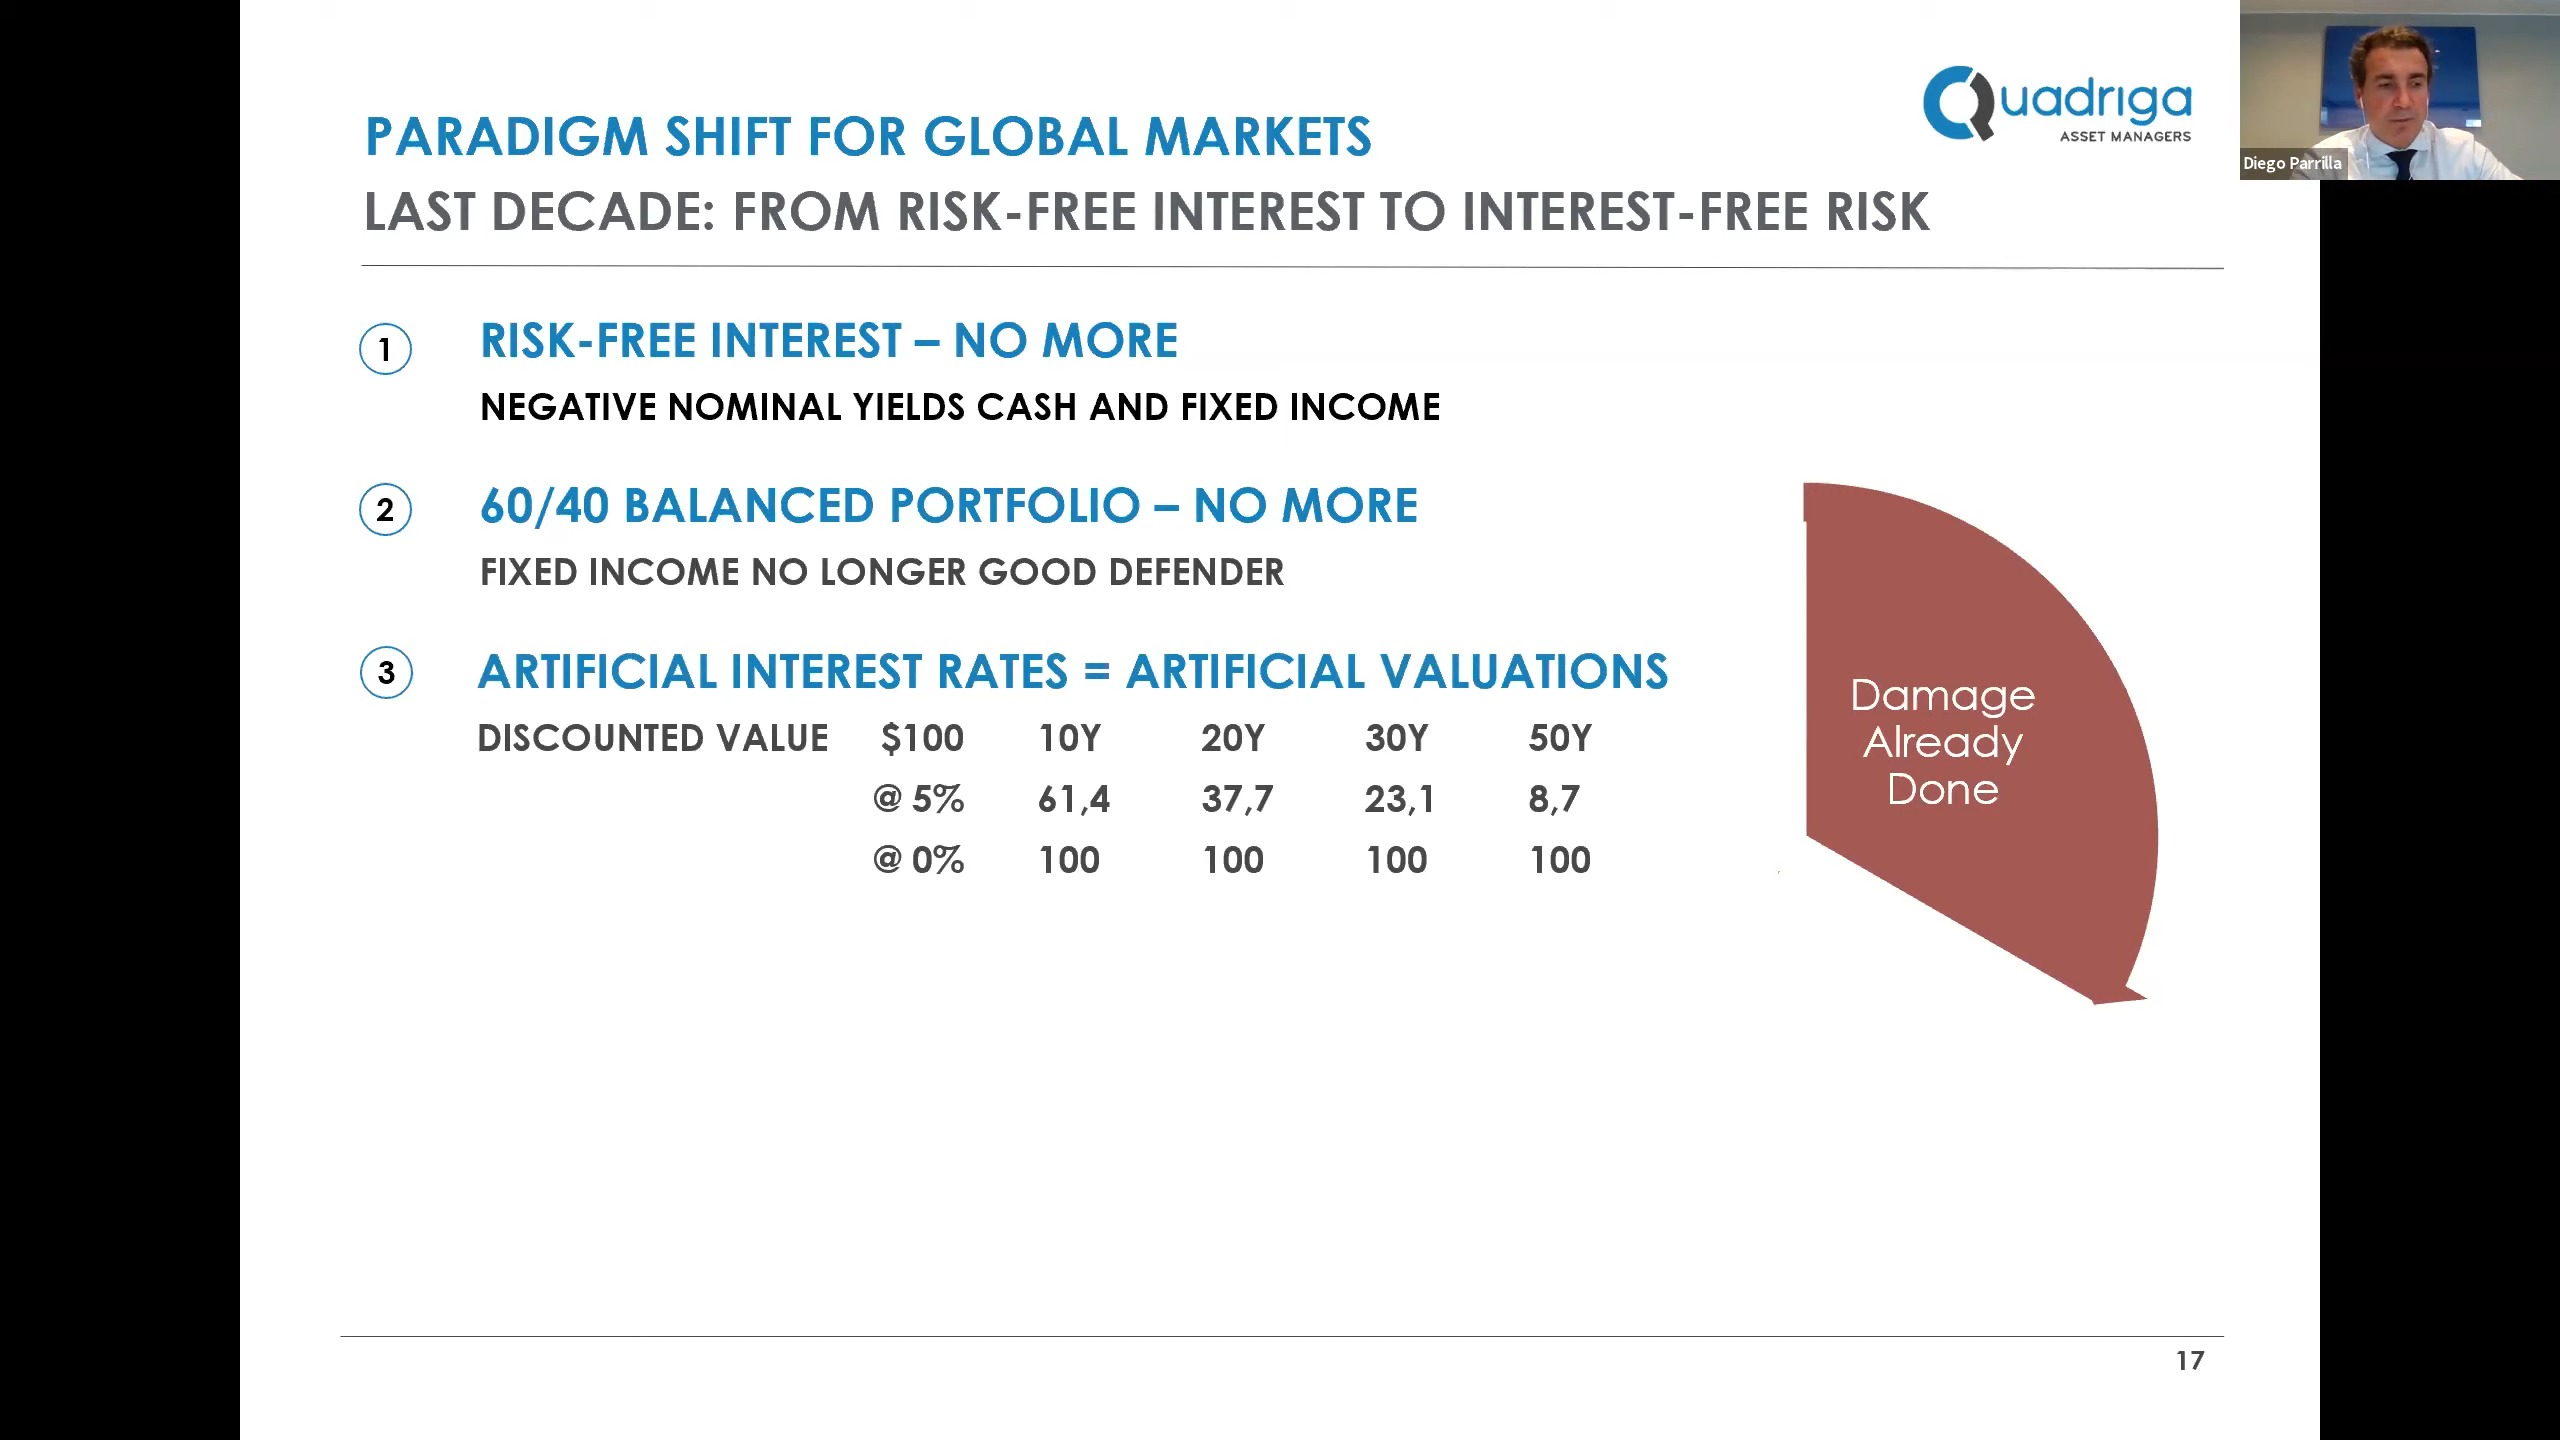 Quadriga
ASSET MANAGERS
Diego Parrilla
PARADIGM SHIFT FOR GLOBAL MARKETS
LAST DECADE: FROM RISK-FREE INTEREST TO INTEREST-FREE RISK
1 RISK-FREE INTEREST – NO MORE
NEGATIVE NOMINAL YIELDS CASH AND FIXED INCOME
2 60/40 BALANCED PORTFOLIO – NO MORE
FIXED INCOME NO LONGER GOOD DEFENDER
3 ARTIFICIAL INTEREST RATES = ARTIFICIAL VALUATIONS
DISCOUNTED VALUE $100 10Y 20Y 30Y 50Y
@ 5% 61,4 37,7 23,1 8,7
@ 0% 100 100 100 100
Damage
Already
Done
17